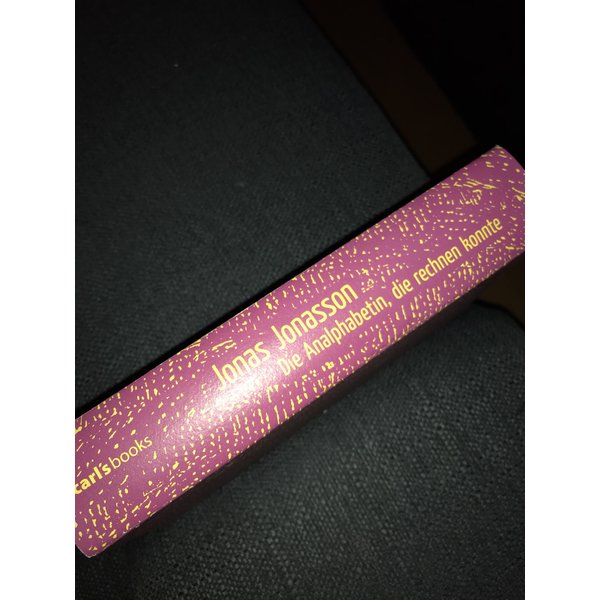 Jonas Jonasson
Die Analphabetin, die rechnen konnte
carl's books